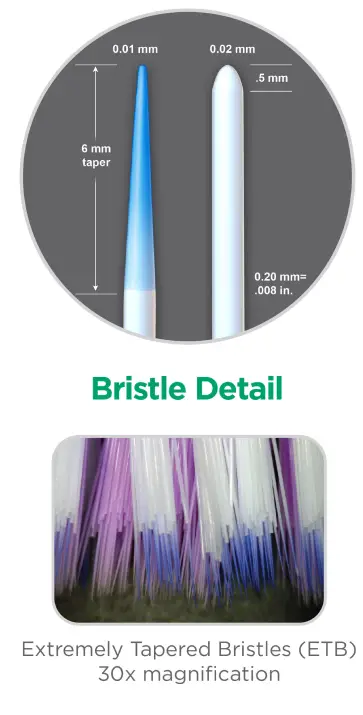 0.01 mm
0.02 mm
.5 mm
6 mm
taper
0.20 mm=
.008 in.
Bristle Detail
Extremely Tapered Bristles (ETB)
30x magnification